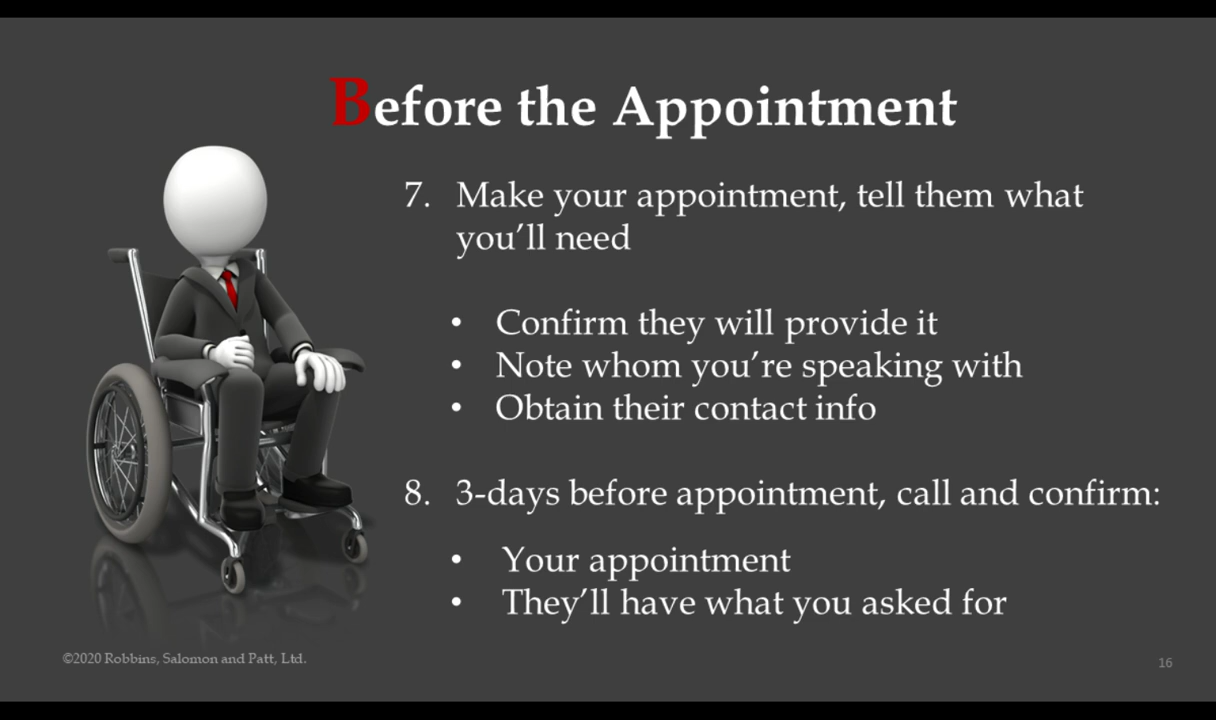 Before the Appointment
7. Make your appointment, tell them what
you’ll need
• Confirm they will provide it
• Note whom you’re speaking with
• Obtain their contact info
8. 3-days before appointment, call and confirm:
• Your appointment
• They’ll have what you asked for
©2020 Robbins, Salomon and Patt, Ltd.
16